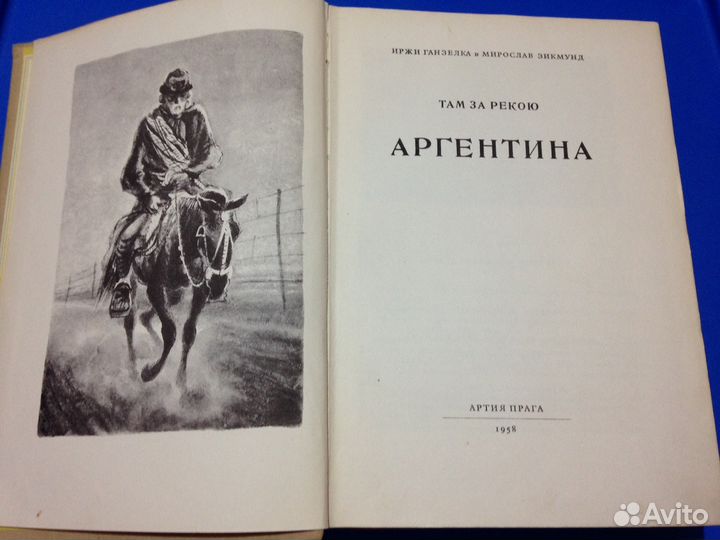 ИРЖИ ГАНЗЕЛКА и МИРОСЛАВ ЗИКМУНД
ТАМ ЗА РЕКОЮ
АРГЕНТИНА
АРТИЯ ПРАГА
1958
Avito